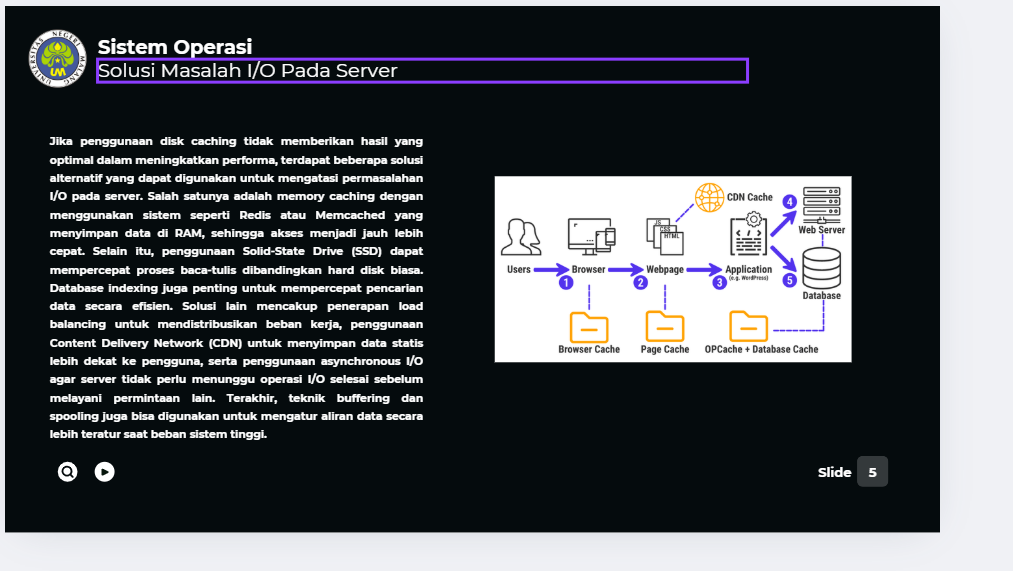 UNIVERSITAS NEGERI MALANG
UM
Sistem Operasi
Solusi Masalah I/O Pada Server
Jika penggunaan disk caching tidak memberikan hasil yang
optimal dalam meningkatkan performa, terdapat beberapa solusi
alternatif yang dapat digunakan untuk mengatasi permasalahan
I/O pada server. Salah satunya adalah memory caching dengan
menggunakan sistem seperti Redis atau Memcached yang
menyimpan data di RAM, sehingga akses menjadi jauh lebih
cepat. Selain itu, penggunaan Solid-State Drive (SSD) dapat
mempercepat proses baca-tulis dibandingkan hard disk biasa.
Database indexing juga penting untuk mempercepat pencarian
data secara efisien. Solusi lain mencakup penerapan load
balancing untuk mendistribusikan beban kerja, penggunaan
Content Delivery Network (CDN) untuk menyimpan data statis
lebih dekat ke pengguna, serta penggunaan asynchronous I/O
agar server tidak perlu menunggu operasi I/O selesai sebelum
melayani permintaan lain. Terakhir, teknik buffering dan
spooling juga bisa digunakan untuk mengatur aliran data secara
lebih teratur saat beban sistem tinggi.
CDN Cache
4
JS
CSS
HTML
Web Server
Users
Browser
Webpage
Application
(e.g. WordPress)
1
2
3
5
Database
Browser Cache
Page Cache
OPCache + Database Cache
Slide 5